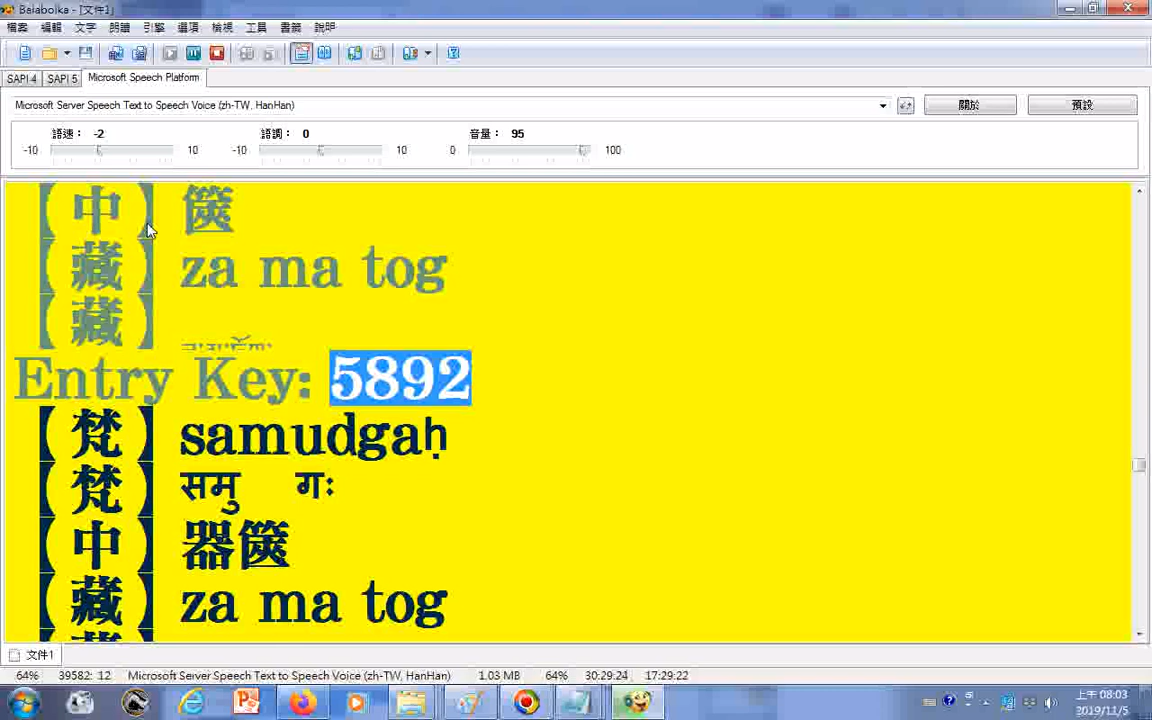 Balabolka - [文件1]
檔案 編輯 文字 朗讀 引擎 選項 檢視 工具 書籤 說明
SAPI 4 SAPI 5 Microsoft Speech Platform
Microsoft Server Speech Text to Speech Voice (zh-TW, HanHan) 關於 預設
語速： -2 語調： 0 音量： 95
-10 10 -10 10 0 100
【中】 篋
【藏】 za ma tog
【藏】
Entry Key: 5892
【梵】 samudgaḥ
【梵】 समु गः
【中】 器篋
【藏】 za ma tog
文件1
64% 39582: 12 Microsoft Server Speech Text to Speech Voice (zh-TW, HanHan) 1.03 MB 64% 30:29:24 17:29:22
上午 08:03
2019/11/5